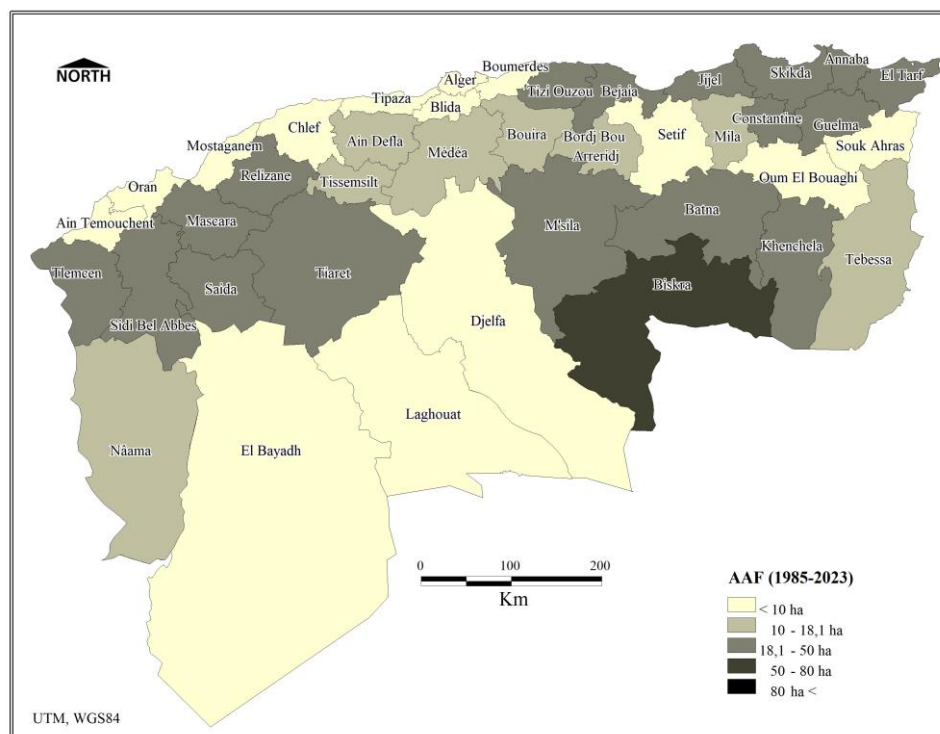 NORTH
Boumerdes
Alger
Tipaza
Blida
Tizi Ouzou
Bejaia
Jijel
Skikda
Annaba
El Tarf
Constantine
Guelma
Chlef
Ain Defla
Médéa
Bouira
Bordj Bou
Arreridj
Setif
Mila
Souk Ahras
Mostaganem
Relizane
Tissemsilt
Oum El Bouaghi
Oran
Ain Temouchent
Mascara
M'sila
Batna
Khenchela
Tebessa
Tlemcen
Saida
Tiaret
Biskra
Sidi Bel Abbes
Djelfa
Laghouat
Nâama
El Bayadh
0 100 200
Km
AAF (1985-2023)
< 10 ha
10 - 18,1 ha
18,1 - 50 ha
50 - 80 ha
80 ha <
UTM, WGS84